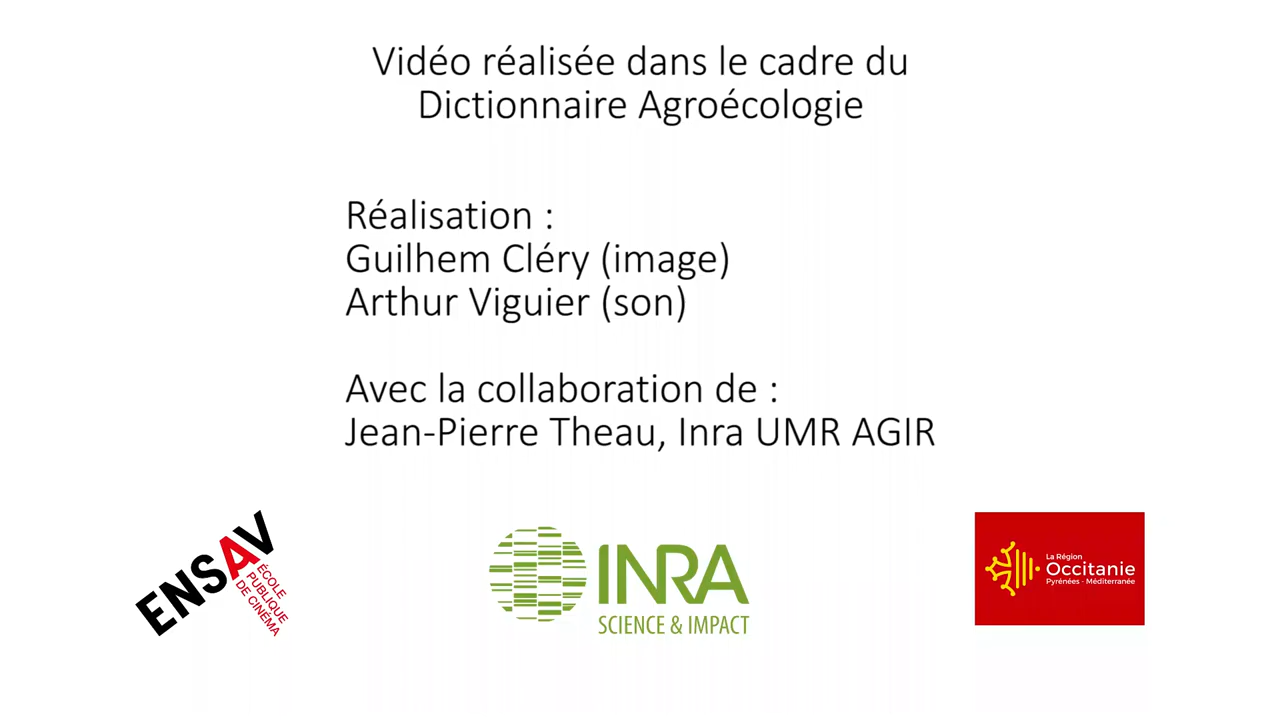 Vidéo réalisée dans le cadre du
Dictionnaire Agroécologie
Réalisation :
Guilhem Cléry (image)
Arthur Viguier (son)
Avec la collaboration de :
Jean-Pierre Theau, Inra UMR AGIR
ENSAV
ÉCOLE
PUBLIQUE
DE CINÉMA
INRA
SCIENCE & IMPACT
La Région
Occitanie
Pyrénées - Méditerranée